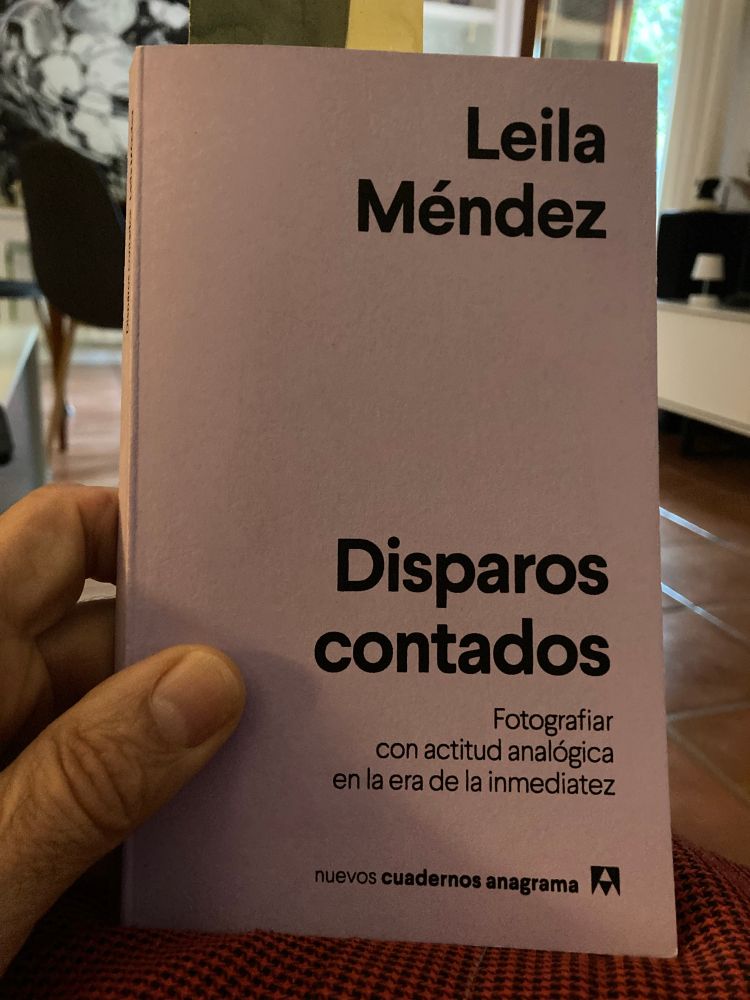 Leila
Méndez
Disparos
contados
Fotografiar
con actitud analógica
en la era de la inmediatez
nuevos cuadernos anagrama